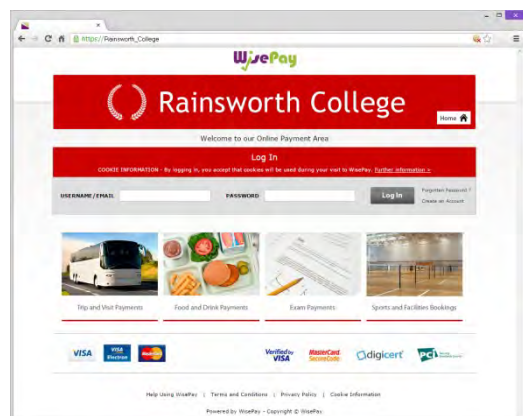 https://Rainsworth_College
WisePay
Rainsworth College
Home
Welcome to our Online Payment Area
Log In
COOKIE INFORMATION - By logging in, you accept that cookies will be used during your visit to WisePay. Further information >
USERNAME/EMAIL
PASSWORD
Log In
Forgotten Password ?
Create an Account
Trip and Visit Payments
Food and Drink Payments
Exam Payments
Sports and Facilities Bookings
VISA
VISA Electron
MasterCard
Verified by VISA
MasterCard SecureCode
digicert
PCI
Help Using WisePay | Terms and Conditions | Privacy Policy | Cookie Information
Powered by WisePay - Copyright © WisePay